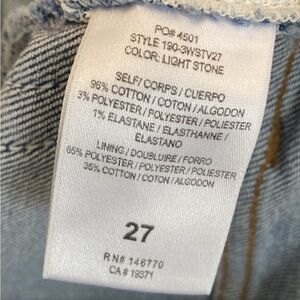 PO# 4501
STYLE 190-3WSTV27
COLOR: LIGHT STONE
SELF / CORPS / CUERPO
96% COTTON / COTON / ALGODON
3% POLYESTER / POLYESTER / POLIESTER
1% ELASTANE / ELASTHANNE /
ELASTANO
LINING / DOUBLUIRE / FORRO
65% POLYESTER / POLYESTER / POLIESTER
35% COTTON / COTON / ALGODON
27
RN# 146770
CA# 19371